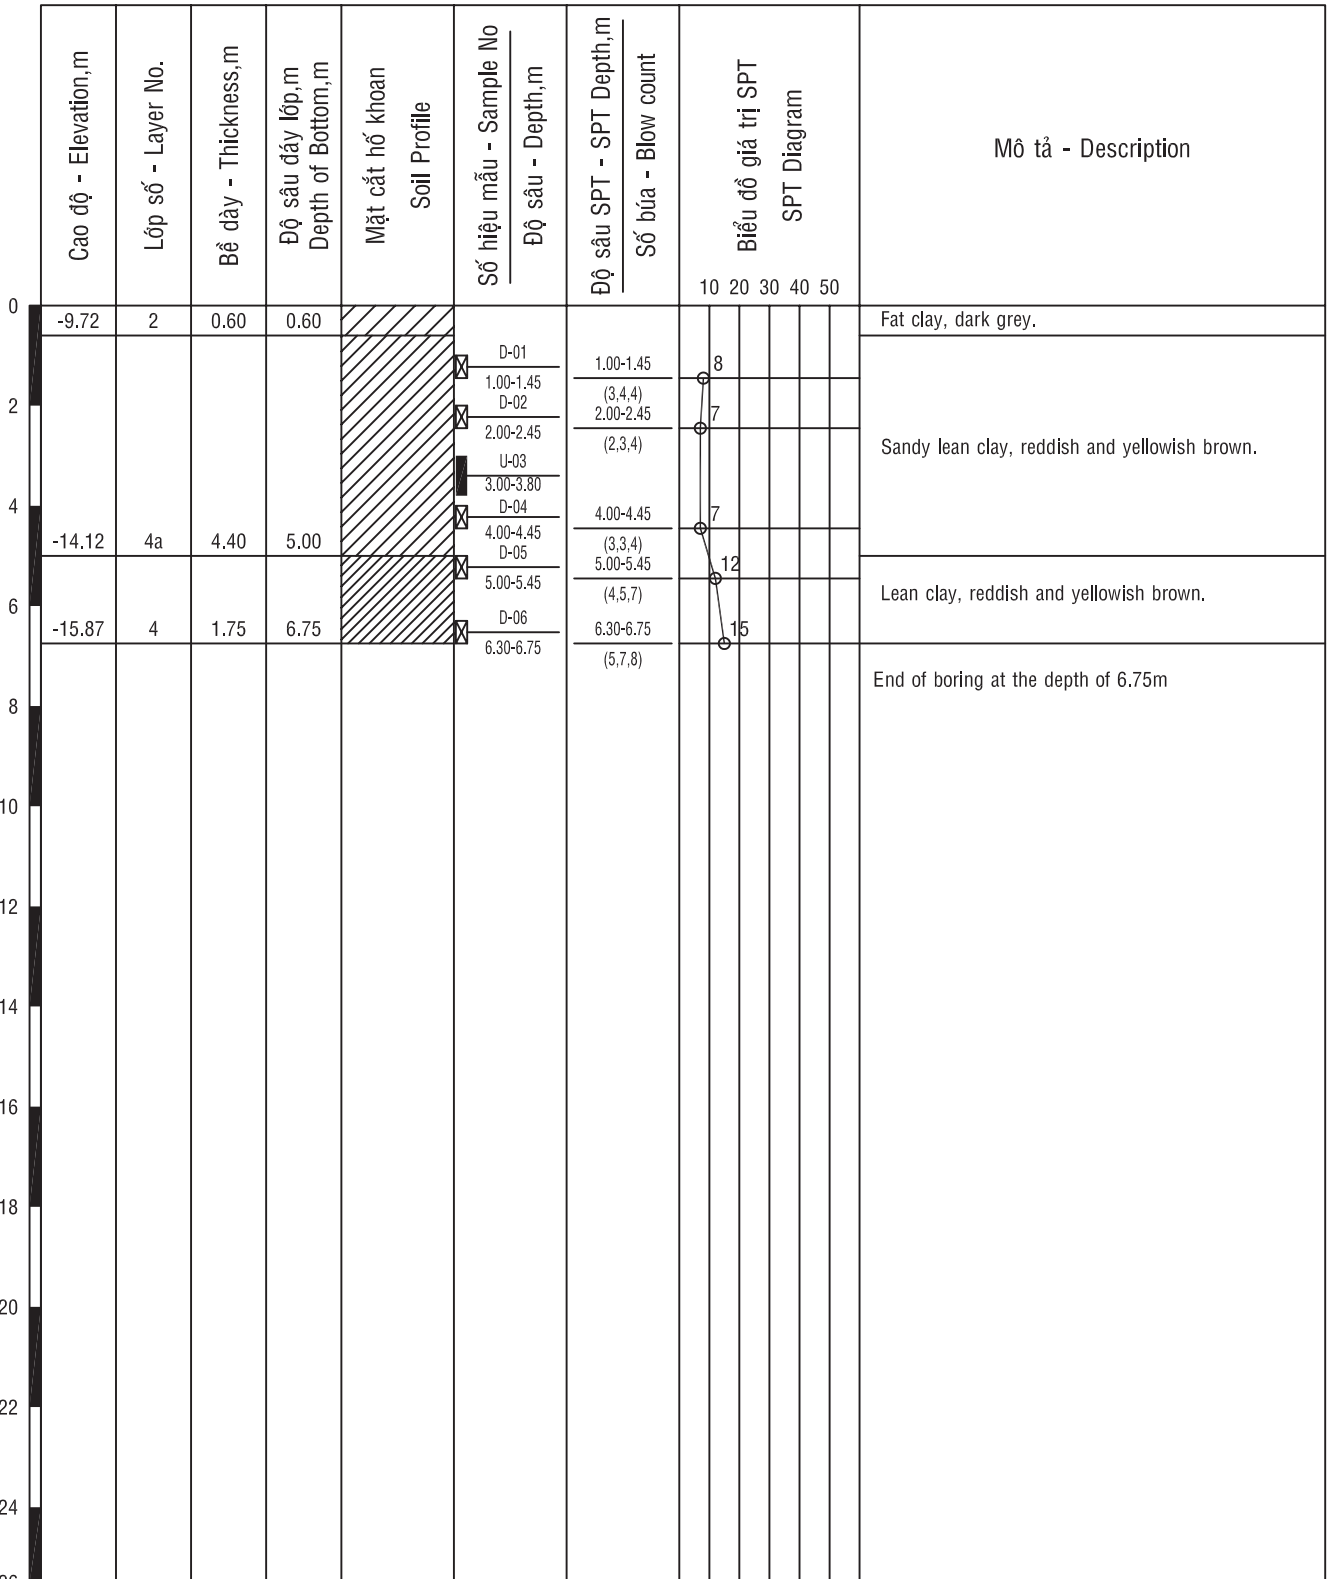 Cao độ - Elevation,m
Lớp số - Layer No.
Bề dày - Thickness,m
Độ sâu đáy lớp,m
Depth of Bottom,m
Mặt cắt hố khoan
Soil Profile
Số hiệu mẫu - Sample No
Độ sâu - Depth,m
Độ sâu SPT - SPT Depth,m
Số búa - Blow count
Biểu đồ giá trị SPT
SPT Diagram
10 20 30 40 50
Mô tả - Description
0
-9.72 2 0.60 0.60
Fat clay, dark grey.
D-01
1.00-1.45
1.00-1.45
(3,4,4)
8
2
D-02
2.00-2.45
2.00-2.45
(2,3,4)
7
Sandy lean clay, reddish and yellowish brown.
U-03
3.00-3.80
4
D-04
4.00-4.45
4.00-4.45
(3,3,4)
7
-14.12 4a 4.40 5.00
D-05
5.00-5.45
5.00-5.45
(4,5,7)
12
Lean clay, reddish and yellowish brown.
6
-15.87 4 1.75 6.75
D-06
6.30-6.75
6.30-6.75
(5,7,8)
15
End of boring at the depth of 6.75m
8
10
12
14
16
18
20
22
24
26